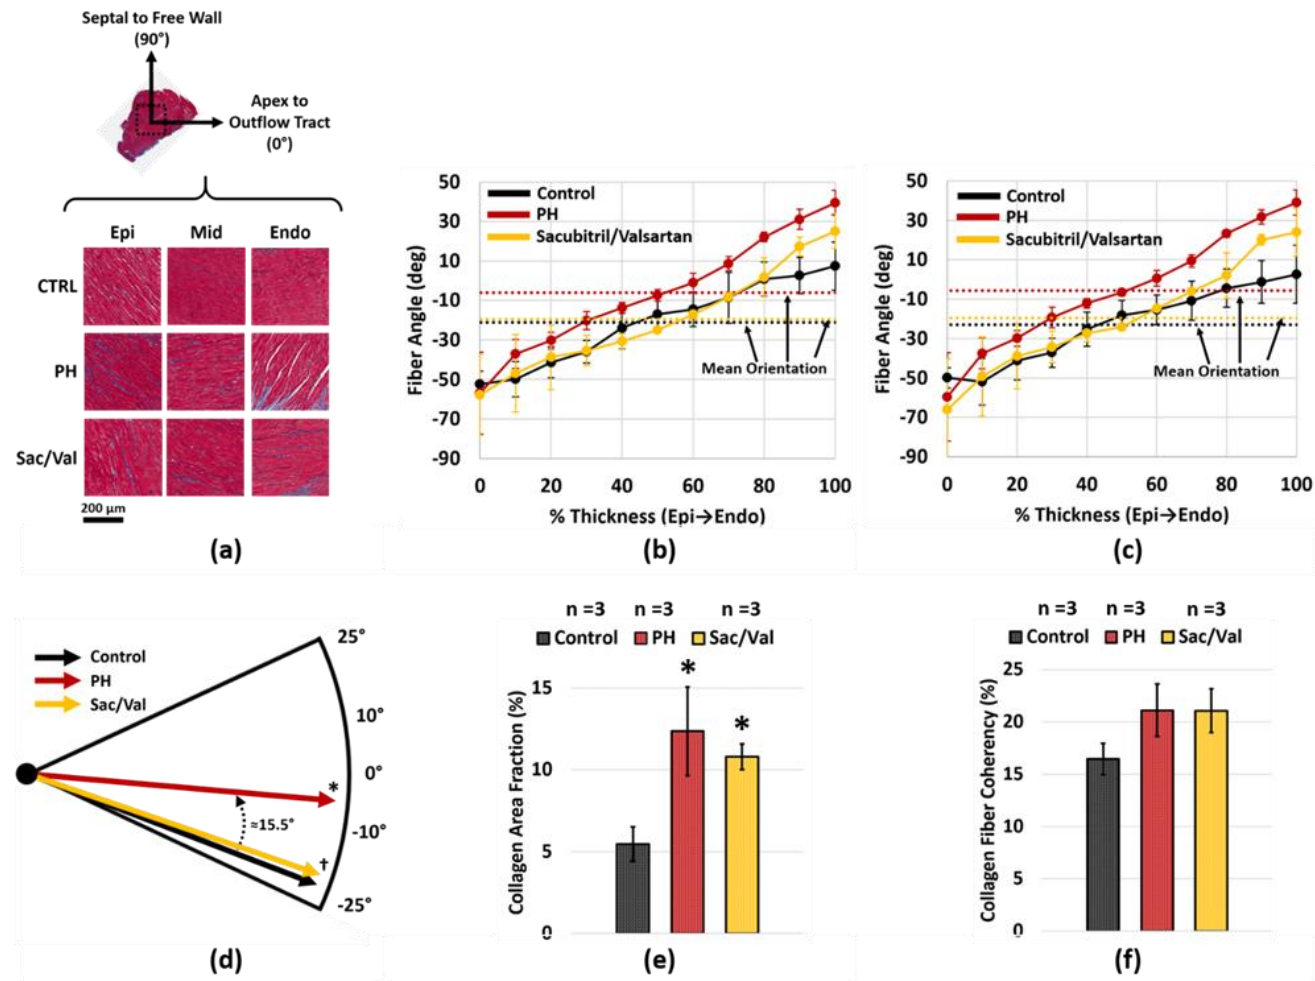 Septal to Free Wall
(90°)
Apex to
Outflow Tract
(0°)
Epi Mid Endo
CTRL
PH
Sac/Val
200 µm
(a)
Fiber Angle (deg)
50
30
10
-10
-30
-50
-70
-90
Control
PH
Sacubitril/Valsartan
Mean Orientation
0 20 40 60 80 100
% Thickness (Epi→Endo)
(b)
Fiber Angle (deg)
50
30
10
-10
-30
-50
-70
-90
Control
PH
Sacubitril/Valsartan
Mean Orientation
0 20 40 60 80 100
% Thickness (Epi→Endo)
(c)
Control
PH
Sac/Val
25°
10°
0°
-10°
-25°
*
≈15.5°
†
(d)
n =3 n =3 n =3
Control PH Sac/Val
Collagen Area Fraction (%)
15
10
5
0
* *
(e)
n =3 n =3 n =3
Control PH Sac/Val
Collagen Fiber Coherency (%)
25
20
15
10
5
0
(f)